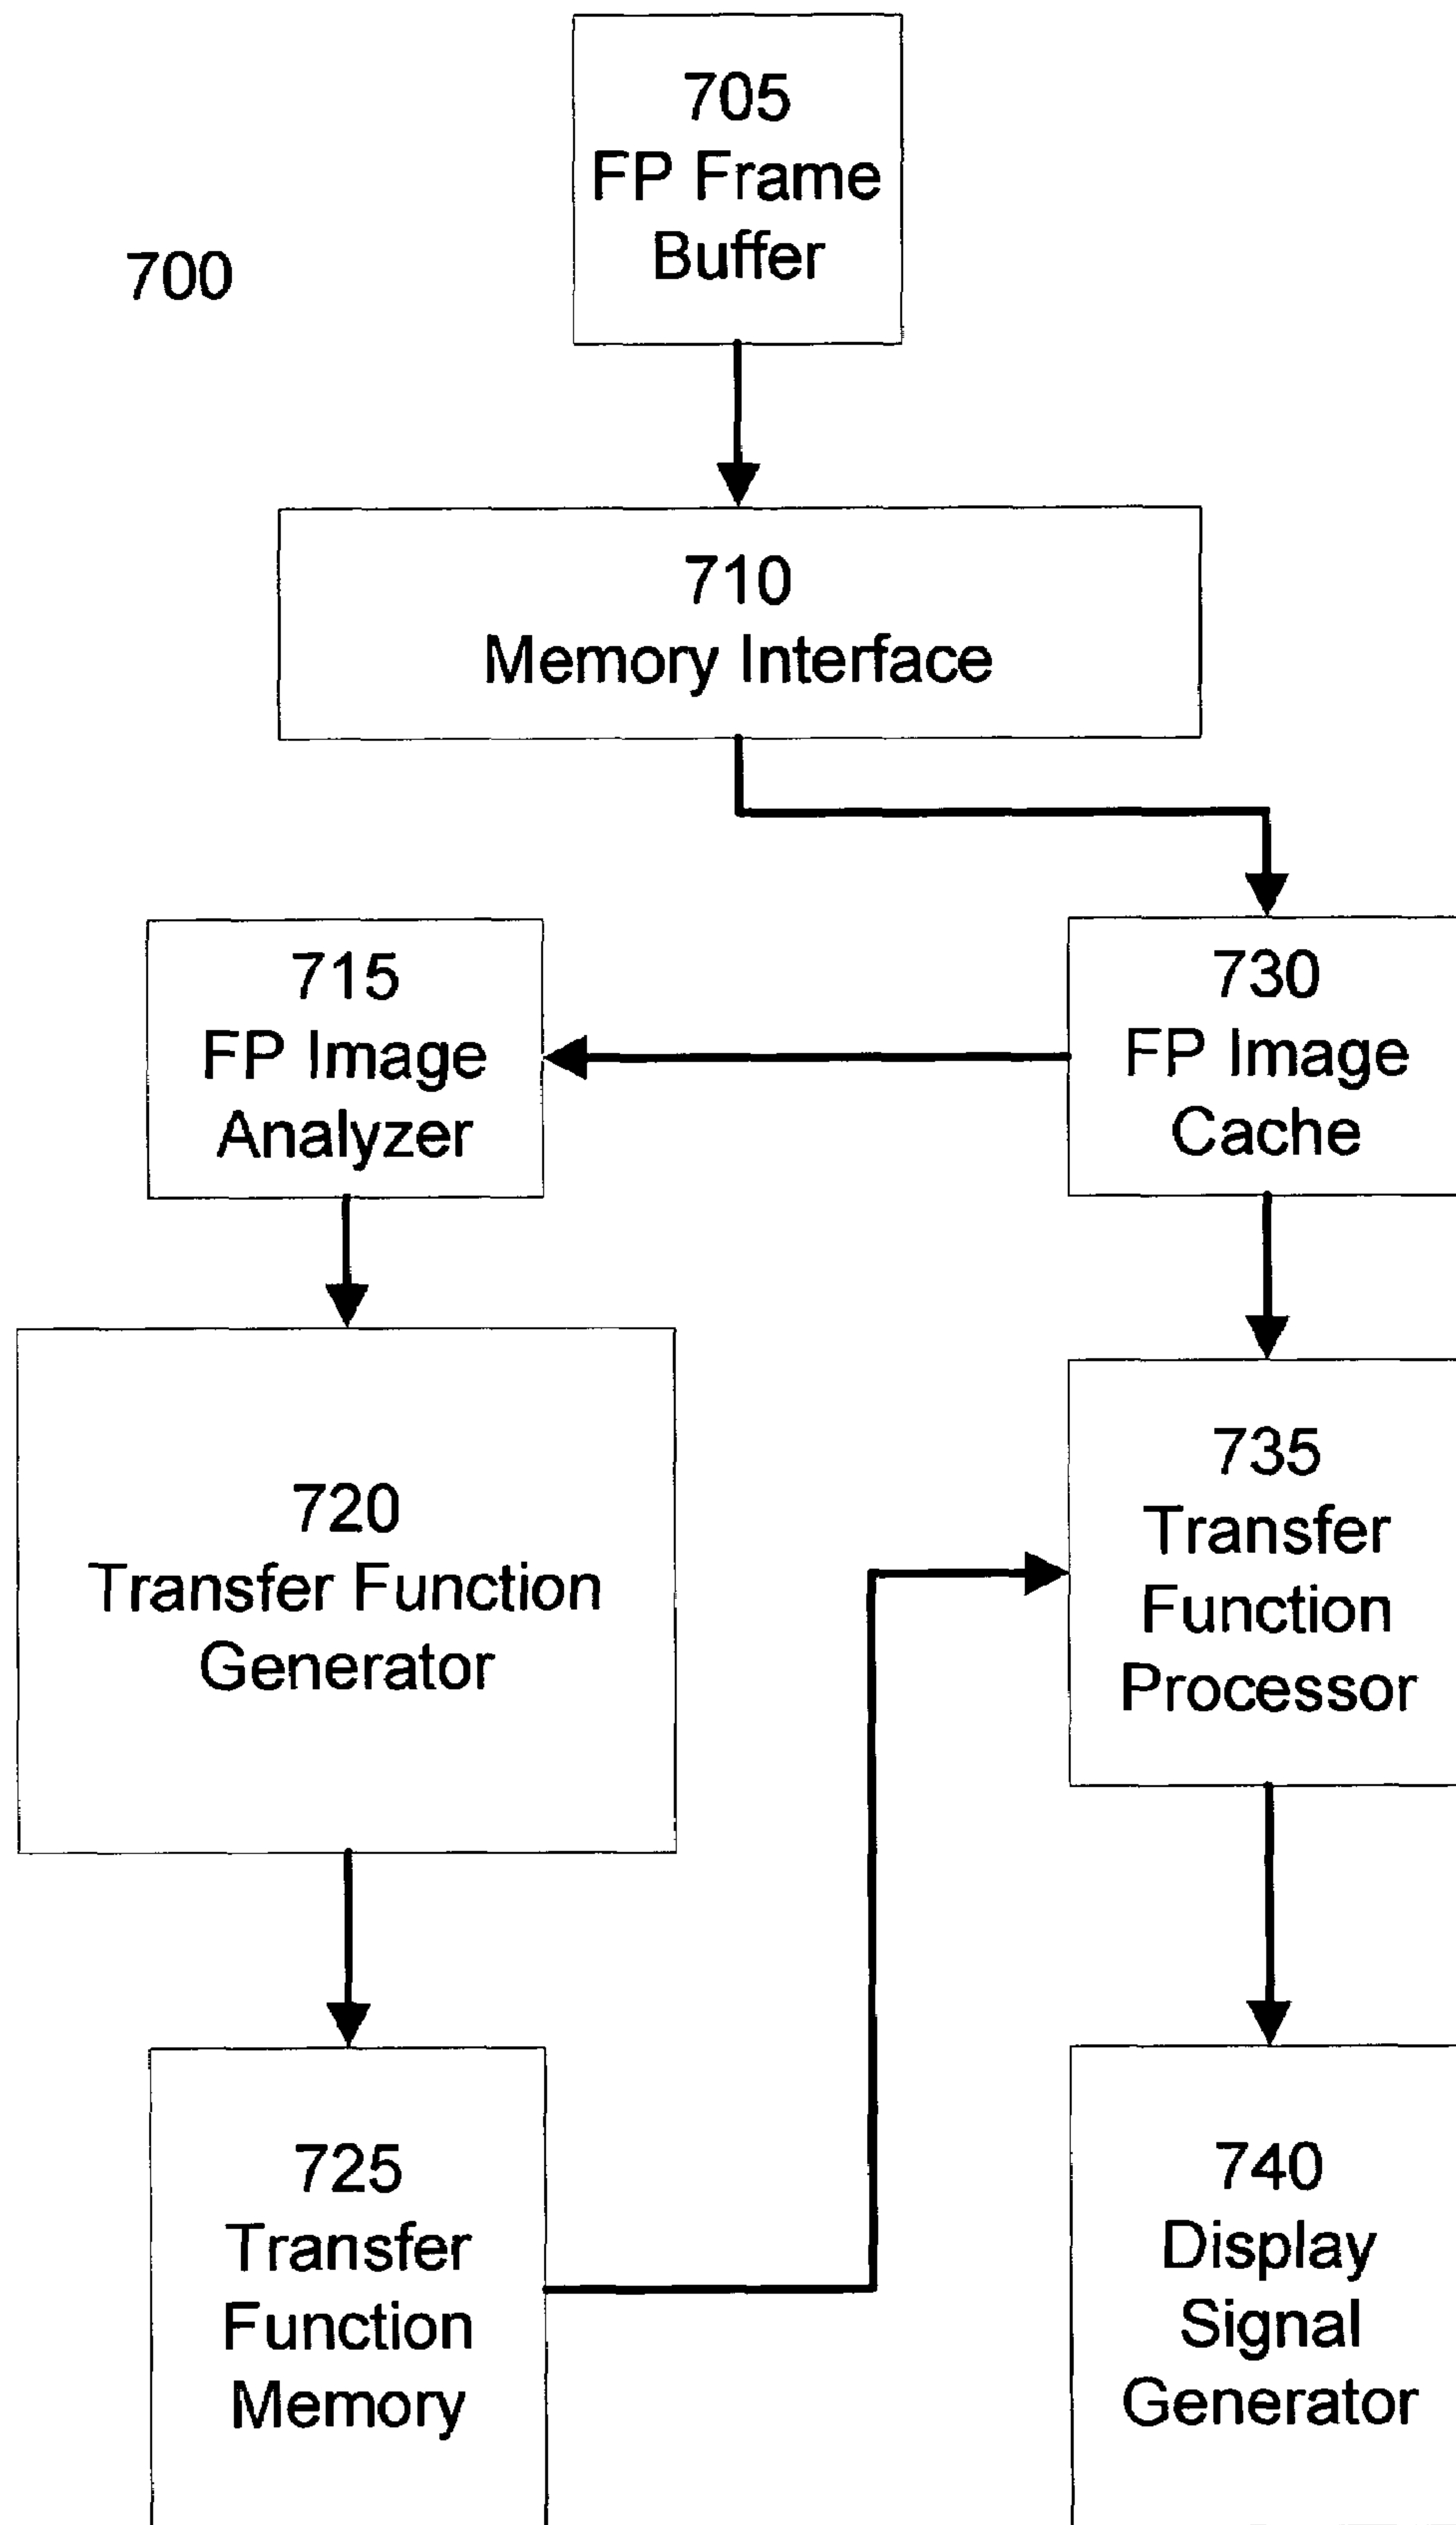 705
FP Frame
Buffer
700
710
Memory Interface
715
FP Image
Analyzer
730
FP Image
Cache
720
Transfer Function
Generator
735
Transfer
Function
Processor
725
Transfer
Function
Memory
740
Display
Signal
Generator